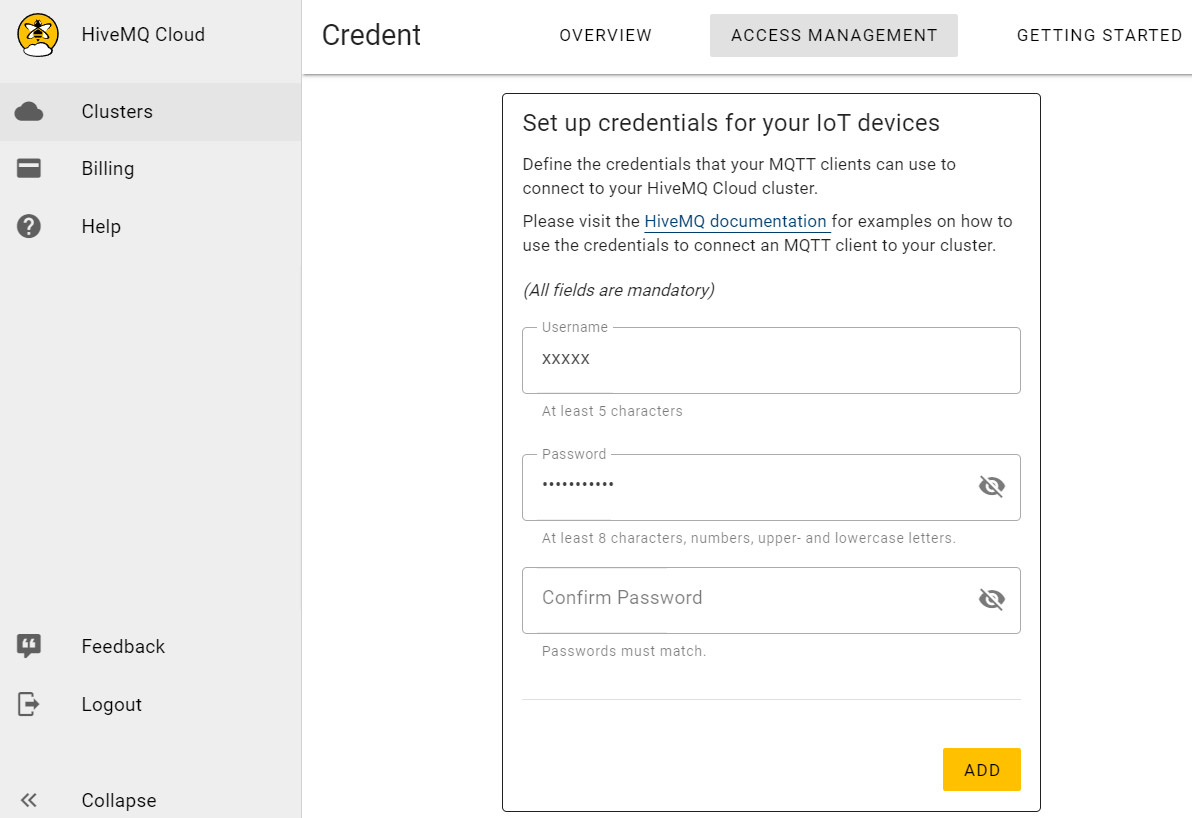 HiveMQ Cloud
Clusters
Billing
Help
Feedback
Logout
Collapse
Credent
OVERVIEW
ACCESS MANAGEMENT
GETTING STARTED
Set up credentials for your IoT devices
Define the credentials that your MQTT clients can use to
connect to your HiveMQ Cloud cluster.
Please visit the HiveMQ documentation for examples on how to
use the credentials to connect an MQTT client to your cluster.
(All fields are mandatory)
Username
xxxxx
At least 5 characters
Password
•••••••••••
At least 8 characters, numbers, upper- and lowercase letters.
Confirm Password
Passwords must match.
ADD